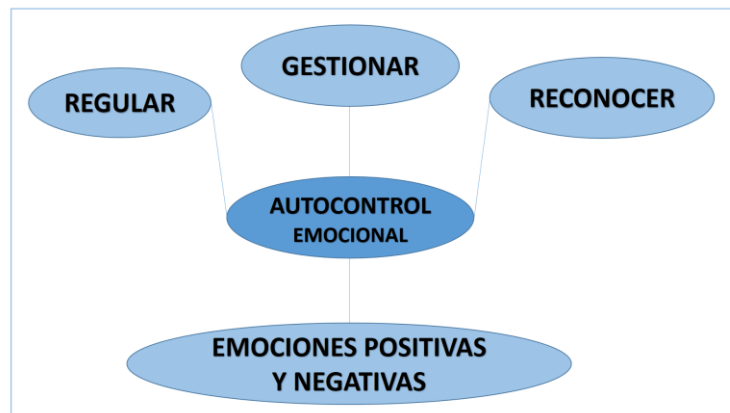 GESTIONAR
REGULAR
RECONOCER
AUTOCONTROL
EMOCIONAL
EMOCIONES POSITIVAS
Y NEGATIVAS